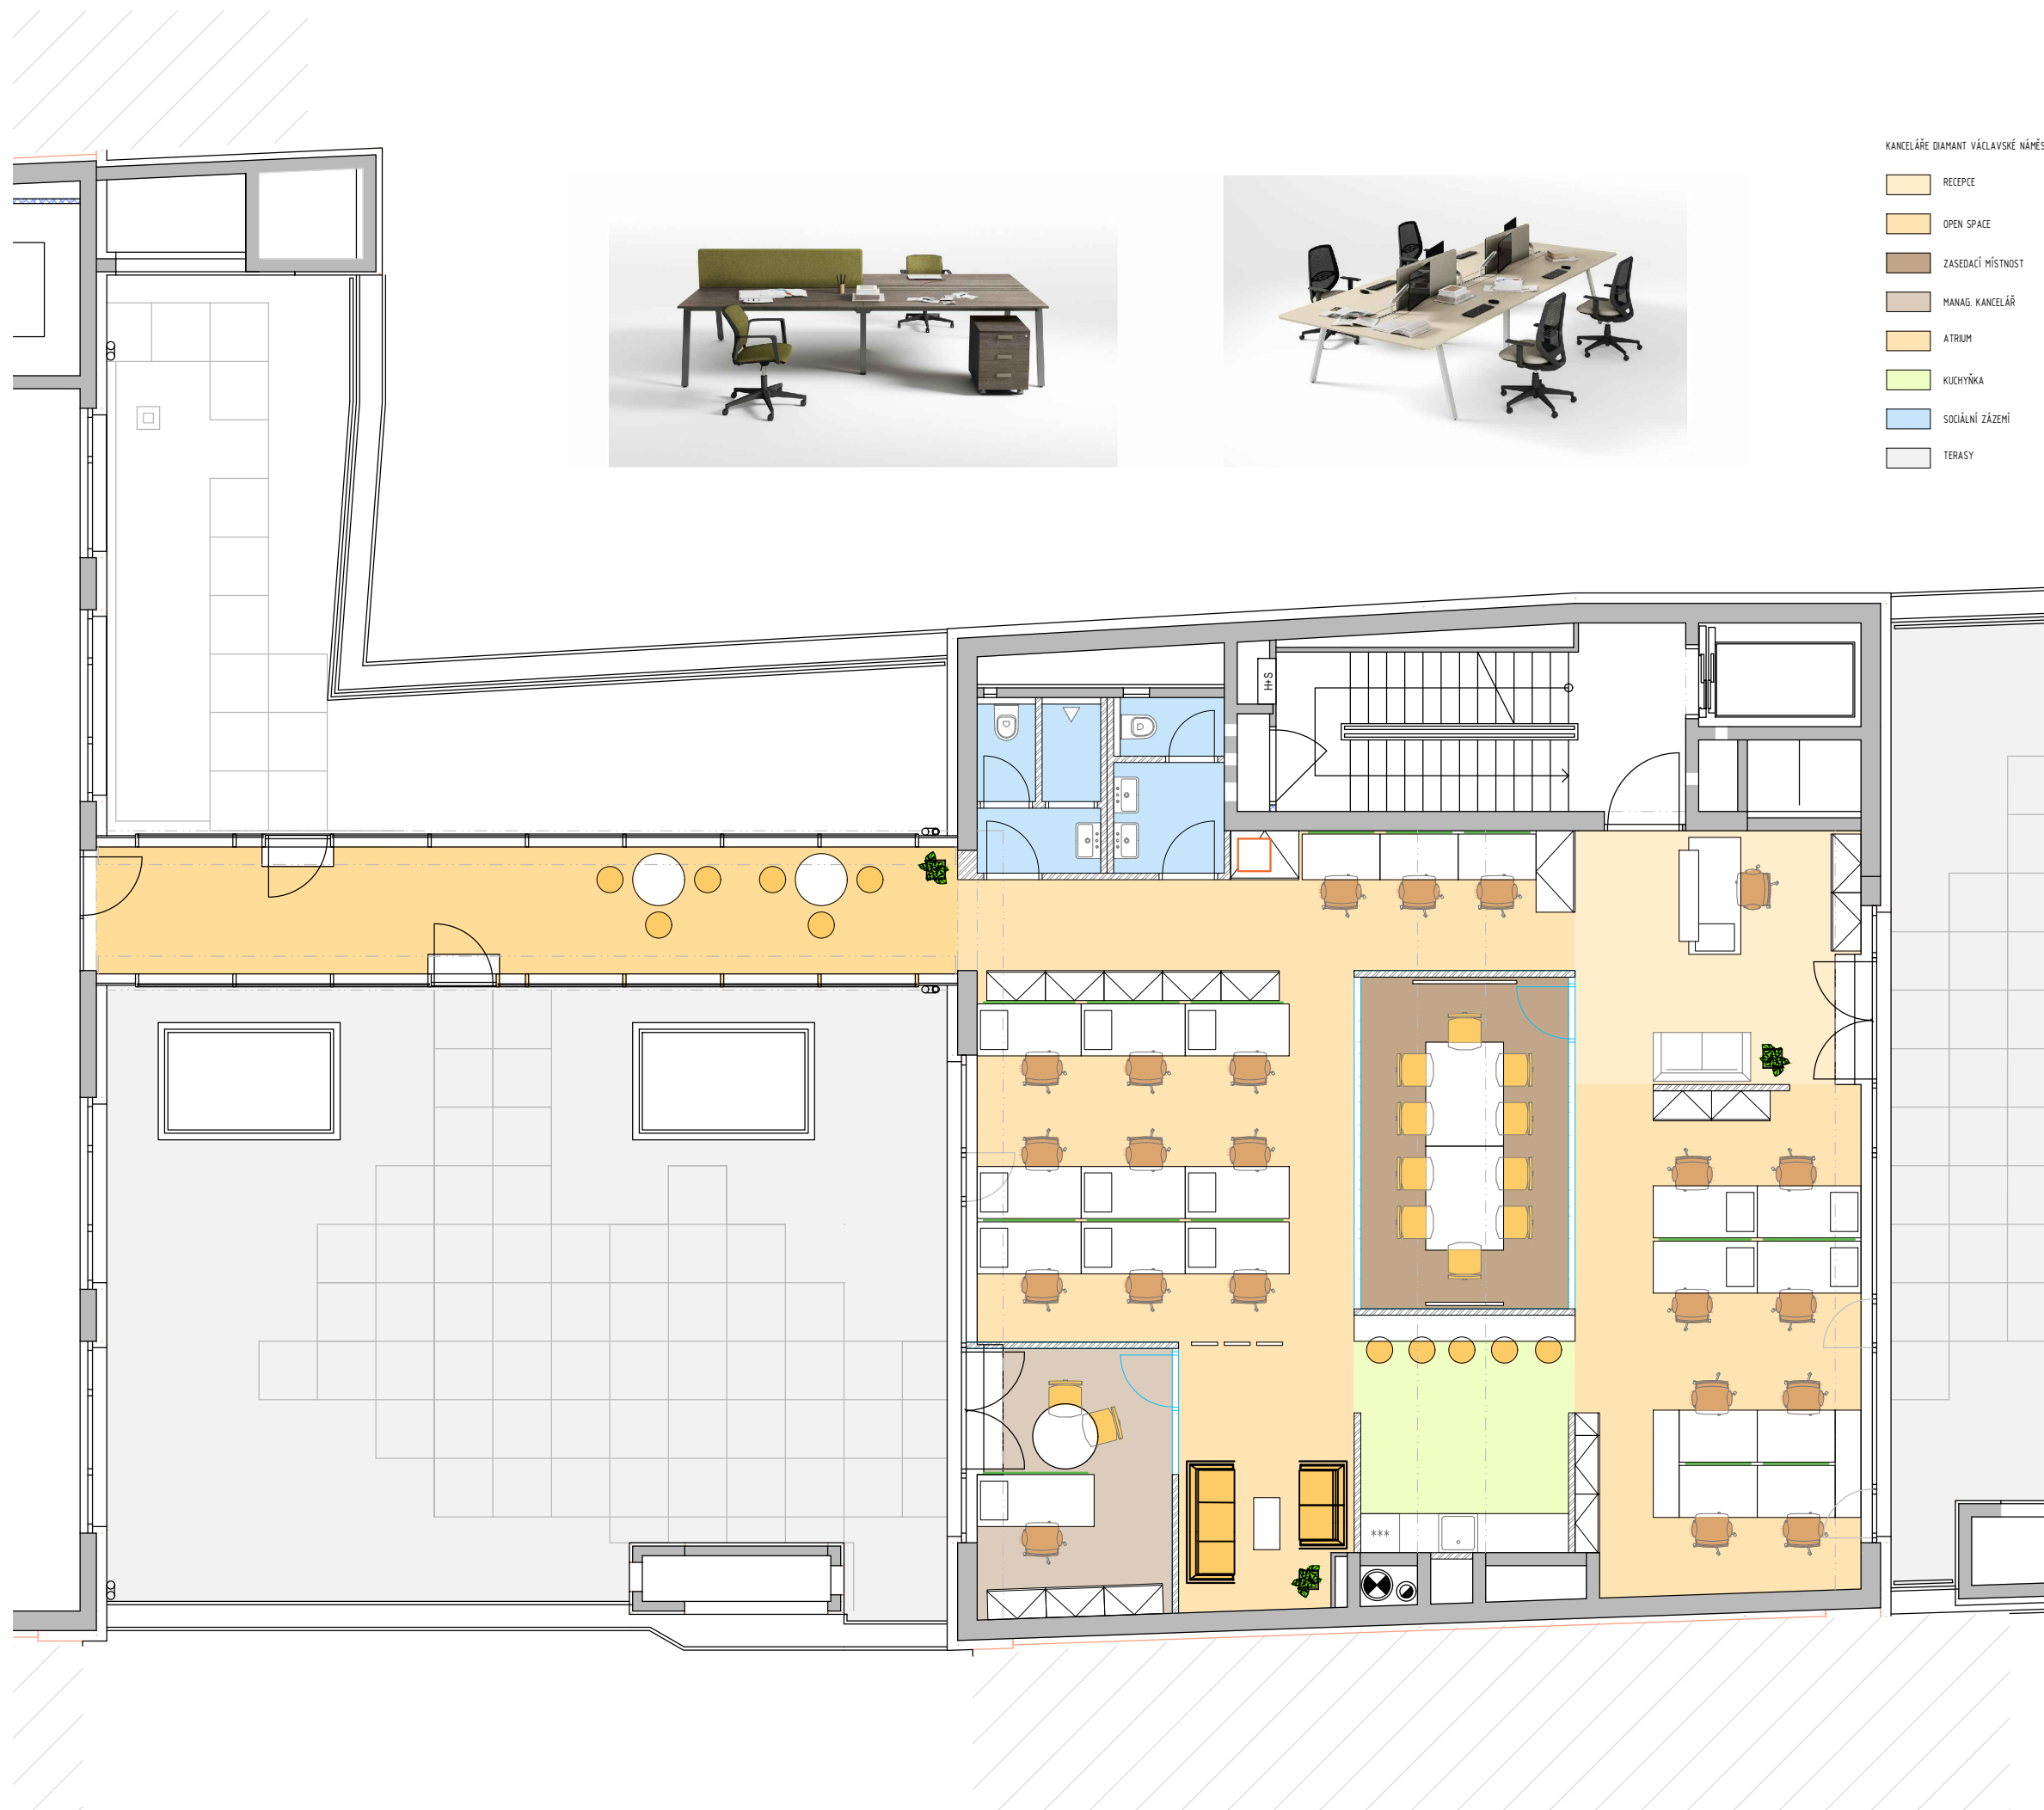 KANCELÁŘE DIAMANT VÁCLAVSKÉ NÁMĚS
RECEPCE
OPEN SPACE
ZASEDACÍ MÍSTNOST
MANAG. KANCELÁŘ
ATRIUM
KUCHYŇKA
SOCIÁLNÍ ZÁZEMÍ
TERASY
H+S
***